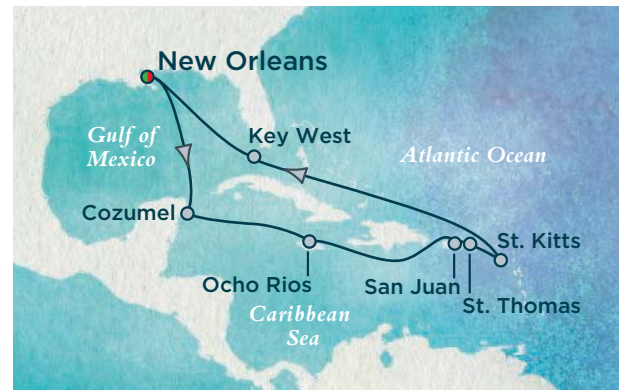 New Orleans
Gulf of
Mexico
Key West
Atlantic Ocean
Cozumel
St. Kitts
Ocho Rios
San Juan
St. Thomas
Caribbean
Sea